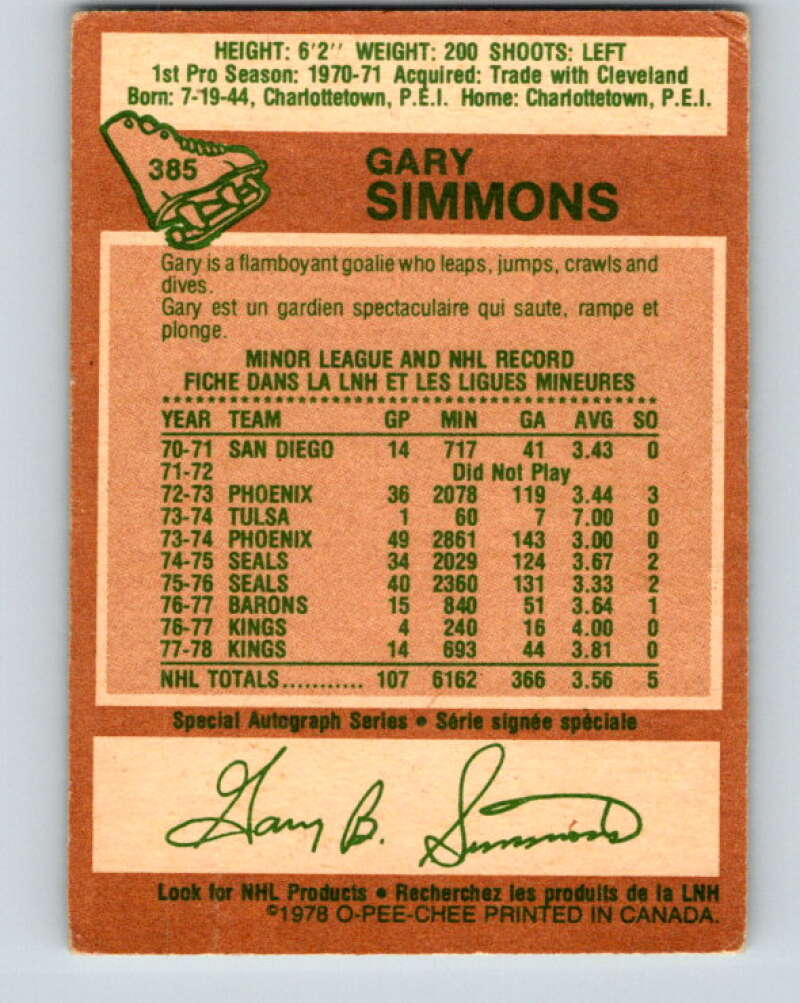 HEIGHT: 6'2'' WEIGHT: 200 SHOOTS: LEFT
1st Pro Season: 1970-71 Acquired: Trade with Cleveland
Born: 7-19-44, Charlottetown, P.E.I. Home: Charlottetown, P.E.I.
385
GARY
SIMMONS
Gary is a flamboyant goalie who leaps, jumps, crawls and
dives.
Gary est un gardien spectaculaire qui saute, rampe et
plonge.
MINOR LEAGUE AND NHL RECORD
FICHE DANS LA LNH ET LES LIGUES MINEURES
YEAR TEAM GP MIN GA AVG SO
70-71 SAN DIEGO 14 717 41 3.43 0
71-72 Did Not Play
72-73 PHOENIX 36 2078 119 3.44 3
73-74 TULSA 1 60 7 7.00 0
73-74 PHOENIX 49 2861 143 3.00 0
74-75 SEALS 34 2029 124 3.67 2
75-76 SEALS 40 2360 131 3.33 2
76-77 BARONS 15 840 51 3.64 1
76-77 KINGS 4 240 16 4.00 0
77-78 KINGS 14 693 44 3.81 0
NHL TOTALS........... 107 6162 366 3.56 5
Special Autograph Series • Série signée spéciale
Gary B. Simmons
Look for NHL Products • Recherchez les produits de la LNH
©1978 O-PEE-CHEE PRINTED IN CANADA.